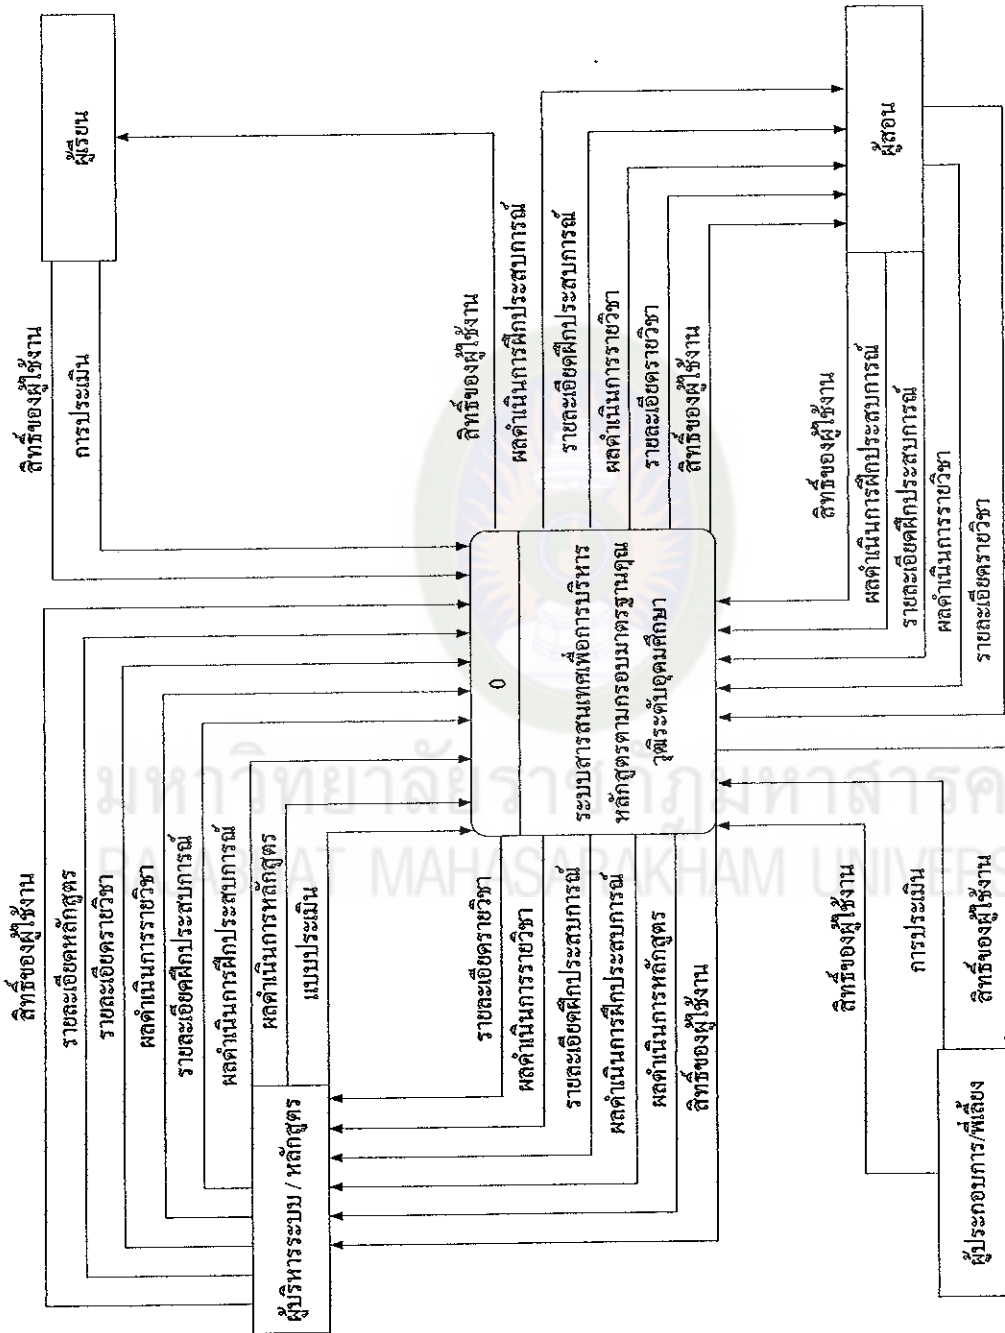 ผู้เรียน
สิทธิ์ของผู้ใช้งาน
การประเมิน
สิทธิ์ของผู้ใช้งาน
ผู้สอน
ผลดำเนินการฝึกประสบการณ์
รายละเอียดฝึกประสบการณ์
ผลดำเนินการรายวิชา
รายละเอียดรายวิชา
สิทธิ์ของผู้ใช้งาน
สิทธิ์ของผู้ใช้งาน
ผลดำเนินการฝึกประสบการณ์
รายละเอียดฝึกประสบการณ์
ผลดำเนินการรายวิชา
รายละเอียดรายวิชา
0
ระบบสารสนเทศเพื่อการบริหาร
หลักสูตรตามกรอบมาตรฐานคุณ
วุฒิระดับอุดมศึกษา
สิทธิ์ของผู้ใช้งาน
รายละเอียดหลักสูตร
รายละเอียดรายวิชา
ผลดำเนินการรายวิชา
รายละเอียดฝึกประสบการณ์
ผลดำเนินการฝึกประสบการณ์
ผลดำเนินการหลักสูตร
แบบประเมิน
ผู้บริหารระบบ / หลักสูตร
รายละเอียดรายวิชา
ผลดำเนินการรายวิชา
รายละเอียดฝึกประสบการณ์
ผลดำเนินการฝึกประสบการณ์
ผลดำเนินการหลักสูตร
สิทธิ์ของผู้ใช้งาน
สิทธิ์ของผู้ใช้งาน
การประเมิน
สิทธิ์ของผู้ใช้งาน
ผู้ประกอบการ/พี่เลี้ยง
มหาวิทยาลัยราชภัฏมหาสารค
RAJABHAT MAHASARAKHAM UNIVERS